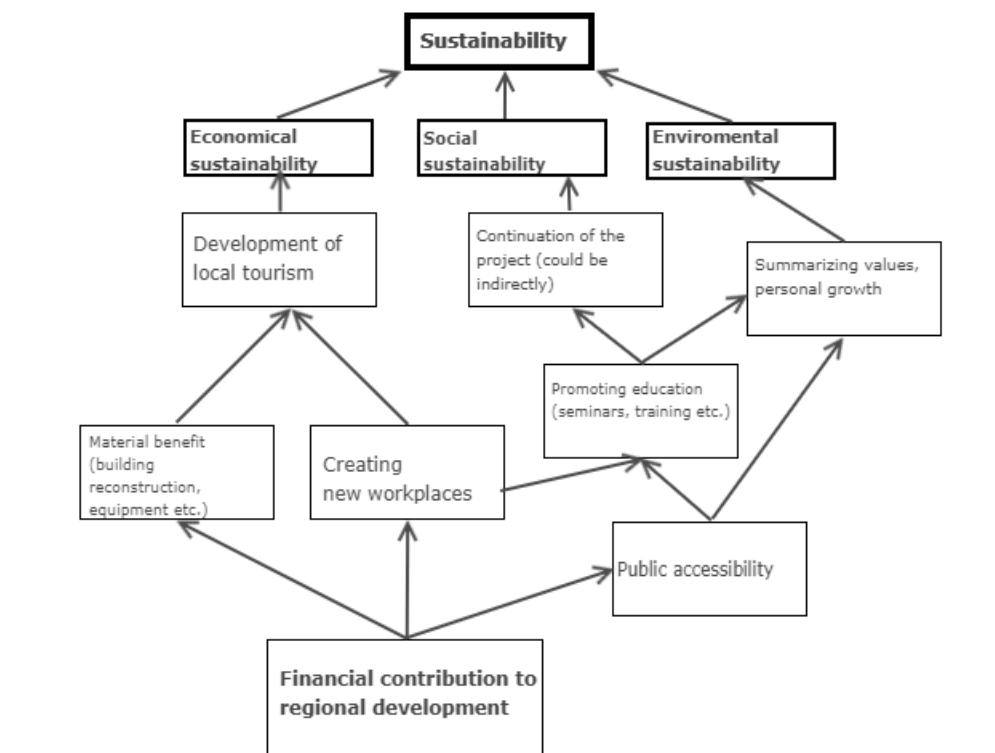 Sustainability
Economical
sustainability
Social
sustainability
Enviromental
sustainability
Development of
local tourism
Continuation of the
project (could be
indirectly)
Summarizing values,
personal growth
Promoting education
(seminars, training etc.)
Material benefit
(building
reconstruction,
equipment etc.)
Creating
new workplaces
Public accessibility
Financial contribution to
regional development